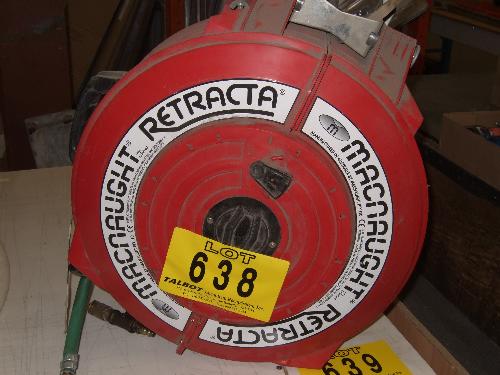 RETRACTA®
MACNAUGHT®
MACNAUGHT®
RETRACTA®
LOT
638
TALBOT
LOT
639